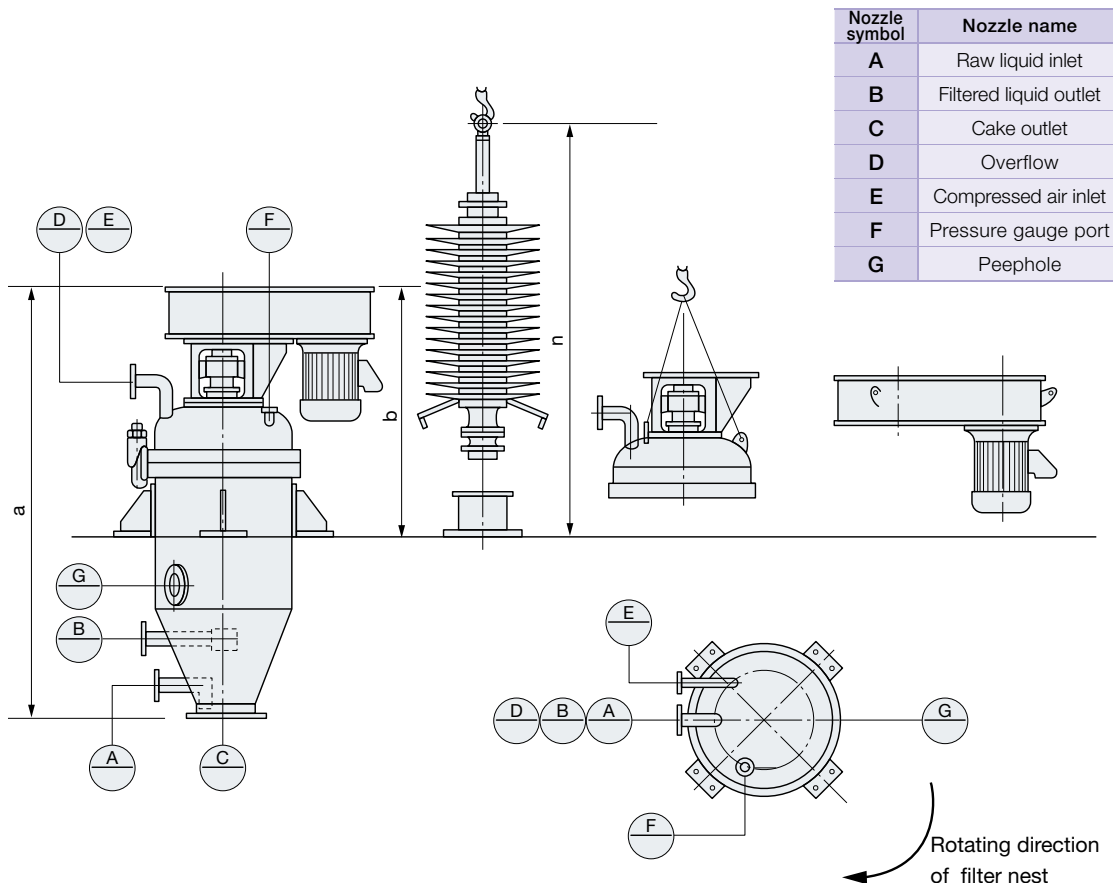 Nozzle symbol Nozzle name
A Raw liquid inlet
B Filtered liquid outlet
C Cake outlet
D Overflow
E Compressed air inlet
F Pressure gauge port
G Peephole
D E F
n
b
a
G
B
A C
E
D B A G
F
Rotating direction
of filter nest